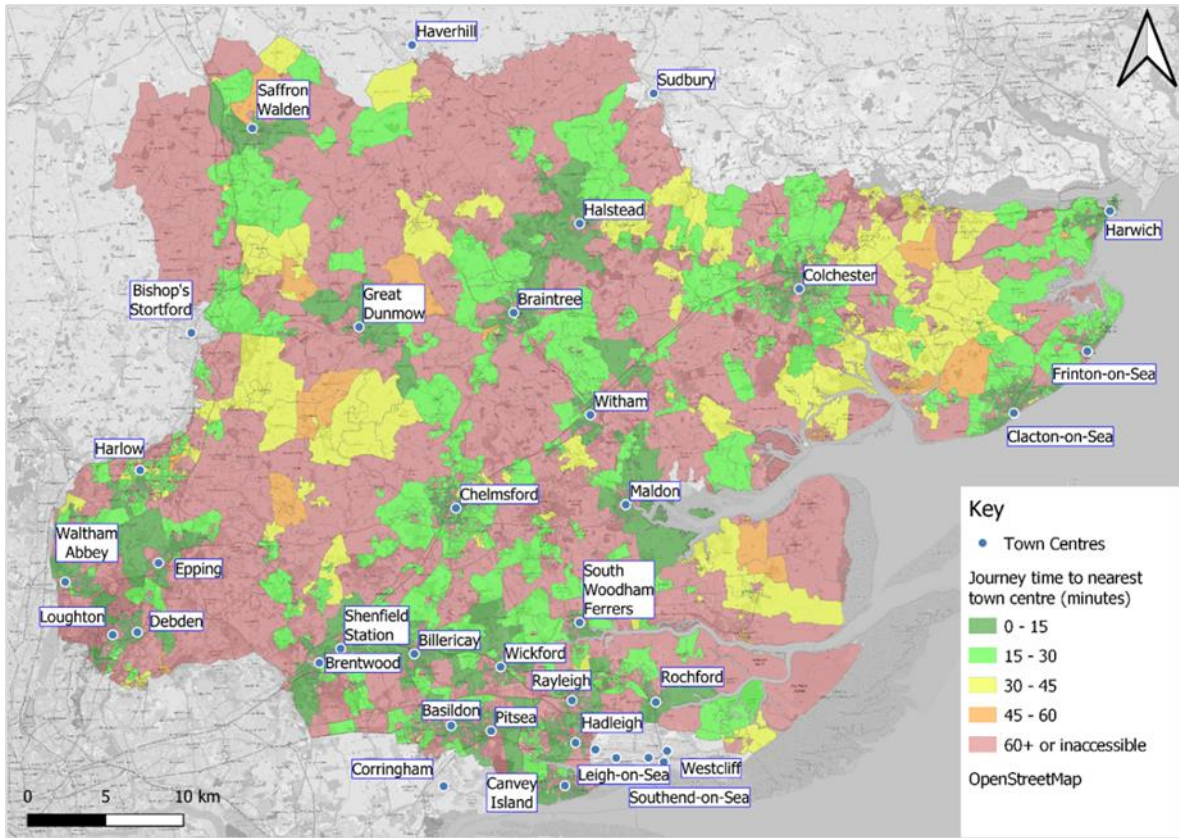 Haverhill
Sudbury
Saffron
Walden
Halstead
Harwich
Colchester
Bishop's
Stortford
Great
Dunmow
Braintree
Frinton-on-Sea
Witham
Clacton-on-Sea
Harlow
Chelmsford
Maldon
Waltham
Abbey
Epping
South
Woodham
Ferrers
Loughton
Debden
Shenfield
Station
Billericay
Brentwood
Wickford
Rayleigh
Rochford
Basildon
Pitsea
Hadleigh
Corringham
Canvey
Island
Leigh-on-Sea
Westcliff
Southend-on-Sea
0
10 km
Key
Town Centres
Journey time to nearest
town centre (minutes)
0 - 15
15 - 30
30 - 45
45 - 60
60+ or inaccessible
OpenStreetMap